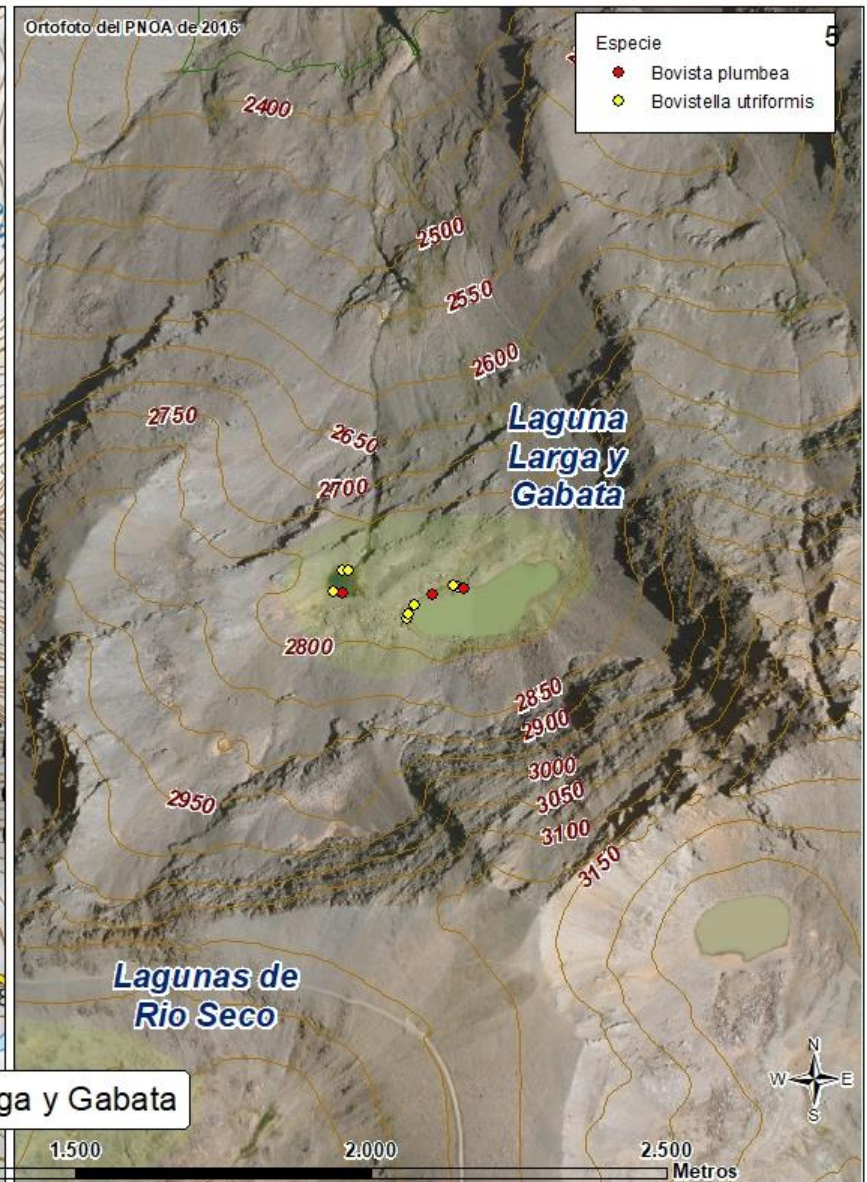 Ortofoto del PNOA de 2016
5
Especie
Bovista plumbea
Bovistella utriformis
2400
2500
2550
2600
2750
2650
2700
Laguna
Larga y
Gabata
2800
2850
2900
3000
2950
3050
3100
3150
Lagunas de
Rio Seco
N
W E
S
ga y Gabata
1.500 2.000 2.500
Metros